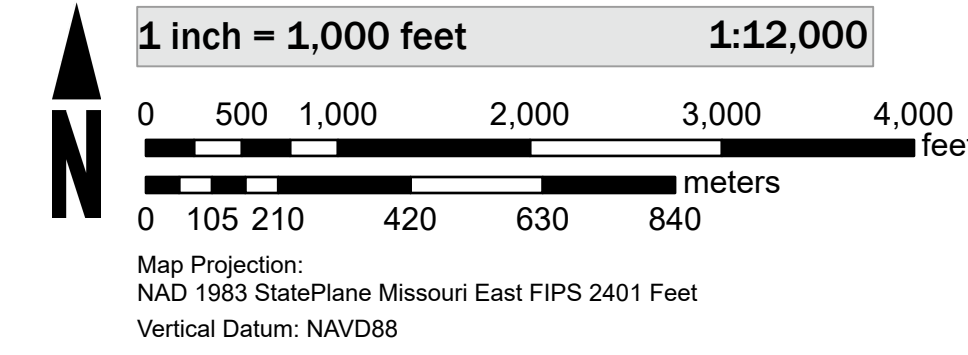 N
1 inch = 1,000 feet 1:12,000
0 500 1,000 2,000 3,000 4,000
feet
meters
0 105 210 420 630 840
Map Projection:
NAD 1983 StatePlane Missouri East FIPS 2401 Feet
Vertical Datum: NAVD88